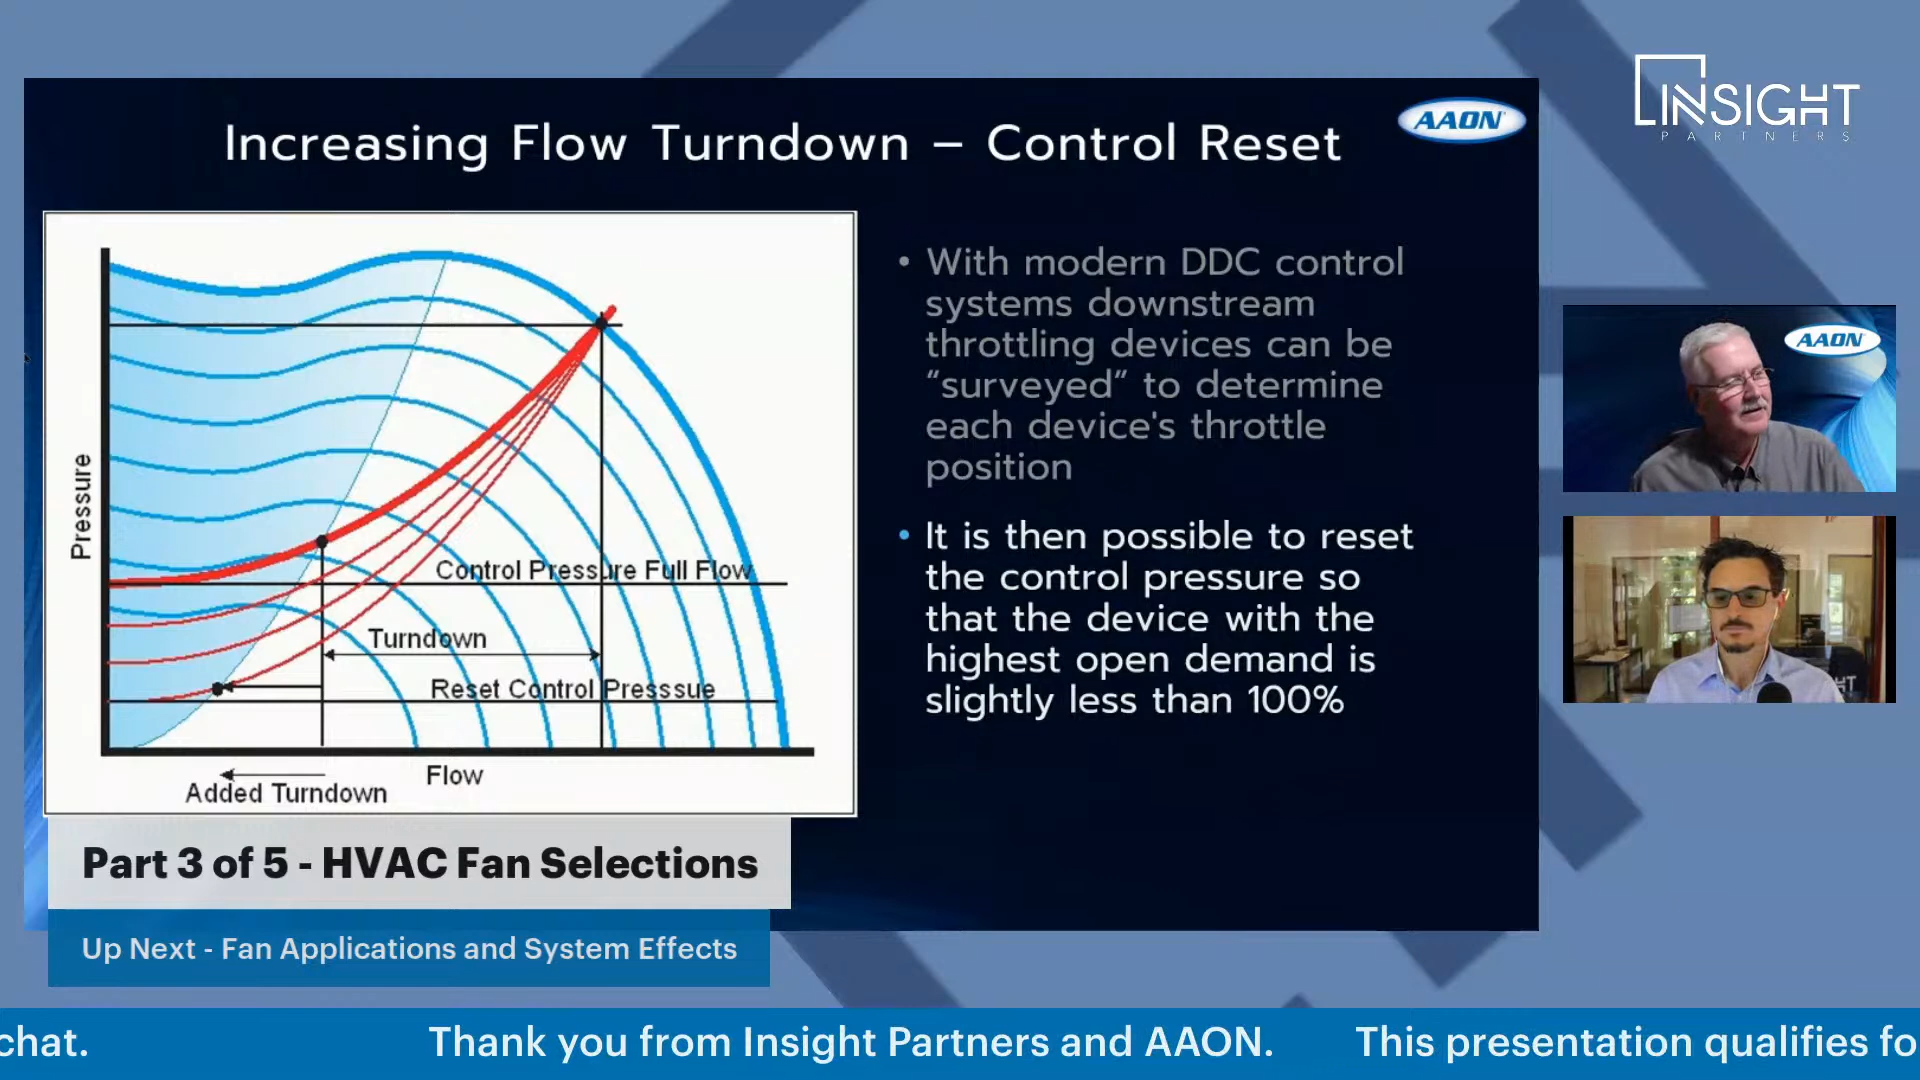 INSIGHT
PARTNERS
AAON
Increasing Flow Turndown – Control Reset
• With modern DDC control
systems downstream
throttling devices can be
“surveyed” to determine
each device's throttle
position
• It is then possible to reset
the control pressure so
that the device with the
highest open demand is
slightly less than 100%
Pressure
Control Pressure Full Flow
Turndown
Reset Control Presssue
Flow
Added Turndown
AAON
Part 3 of 5 - HVAC Fan Selections
Up Next - Fan Applications and System Effects
chat. Thank you from Insight Partners and AAON. This presentation qualifies fo